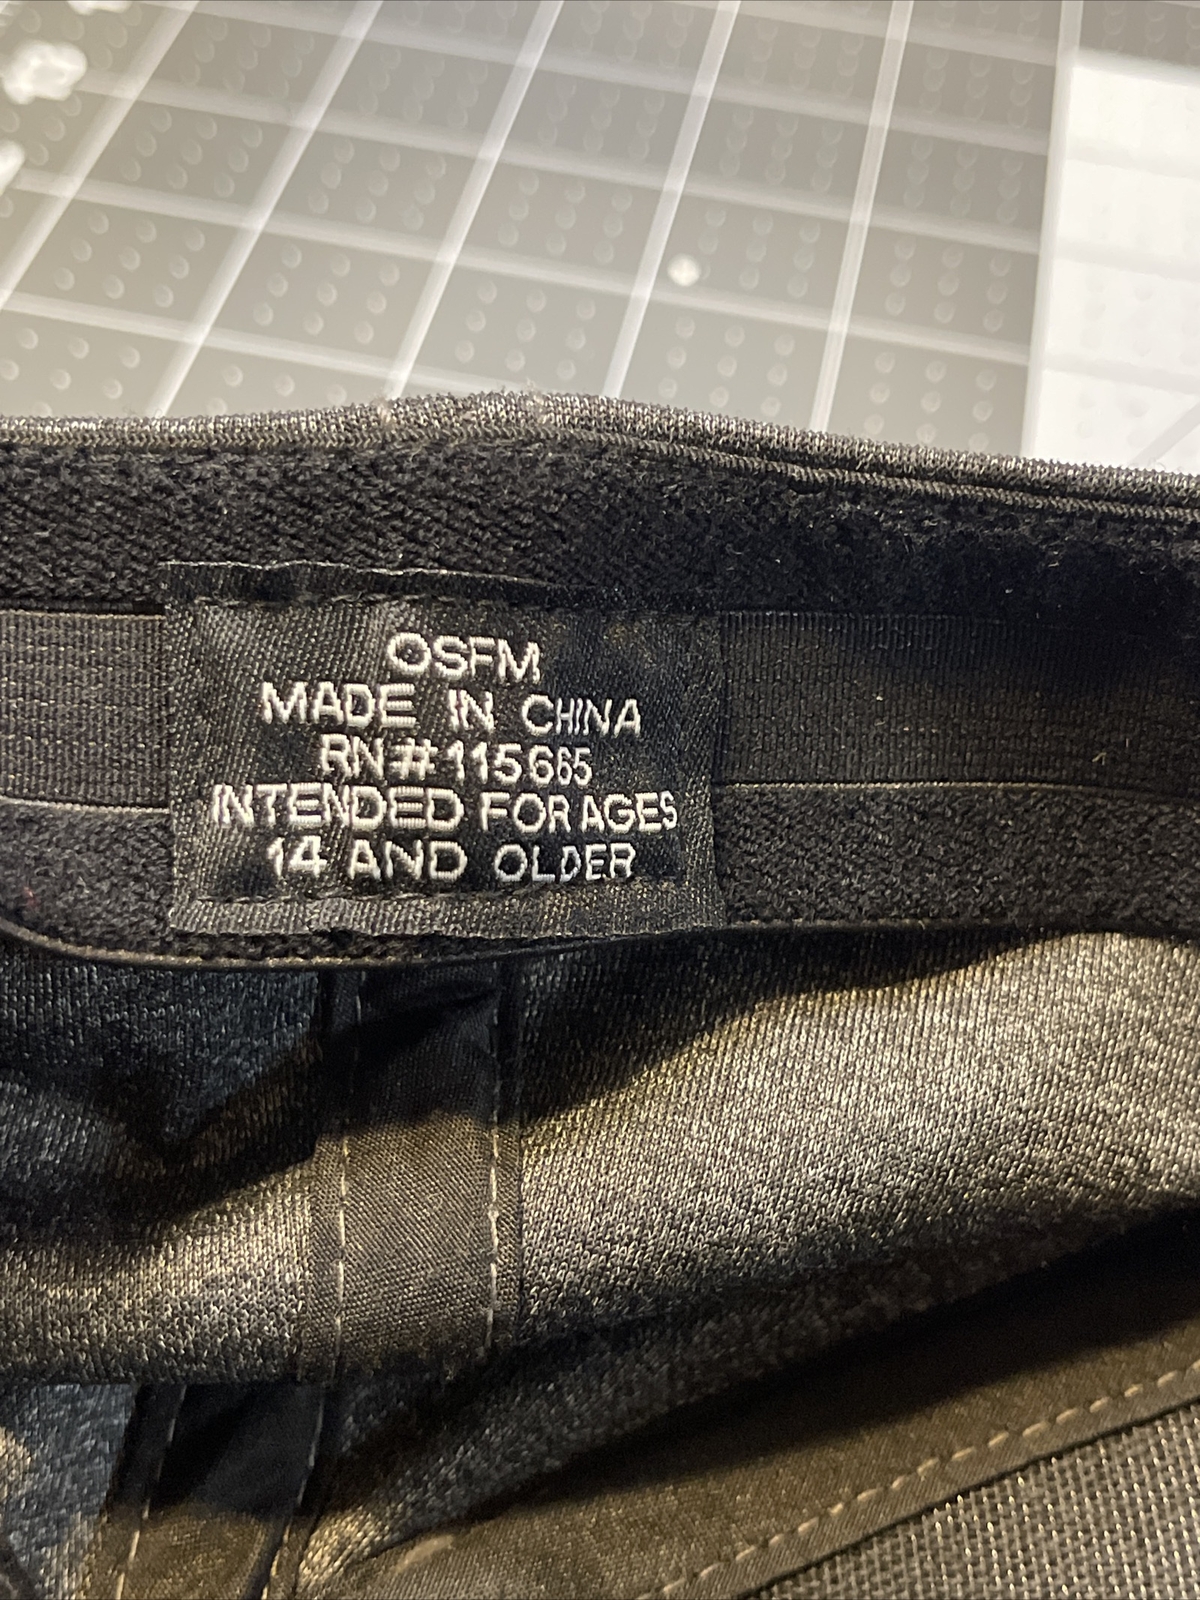 OSFM
MADE IN CHINA
RN#115665
INTENDED FOR AGES
14 AND OLDER